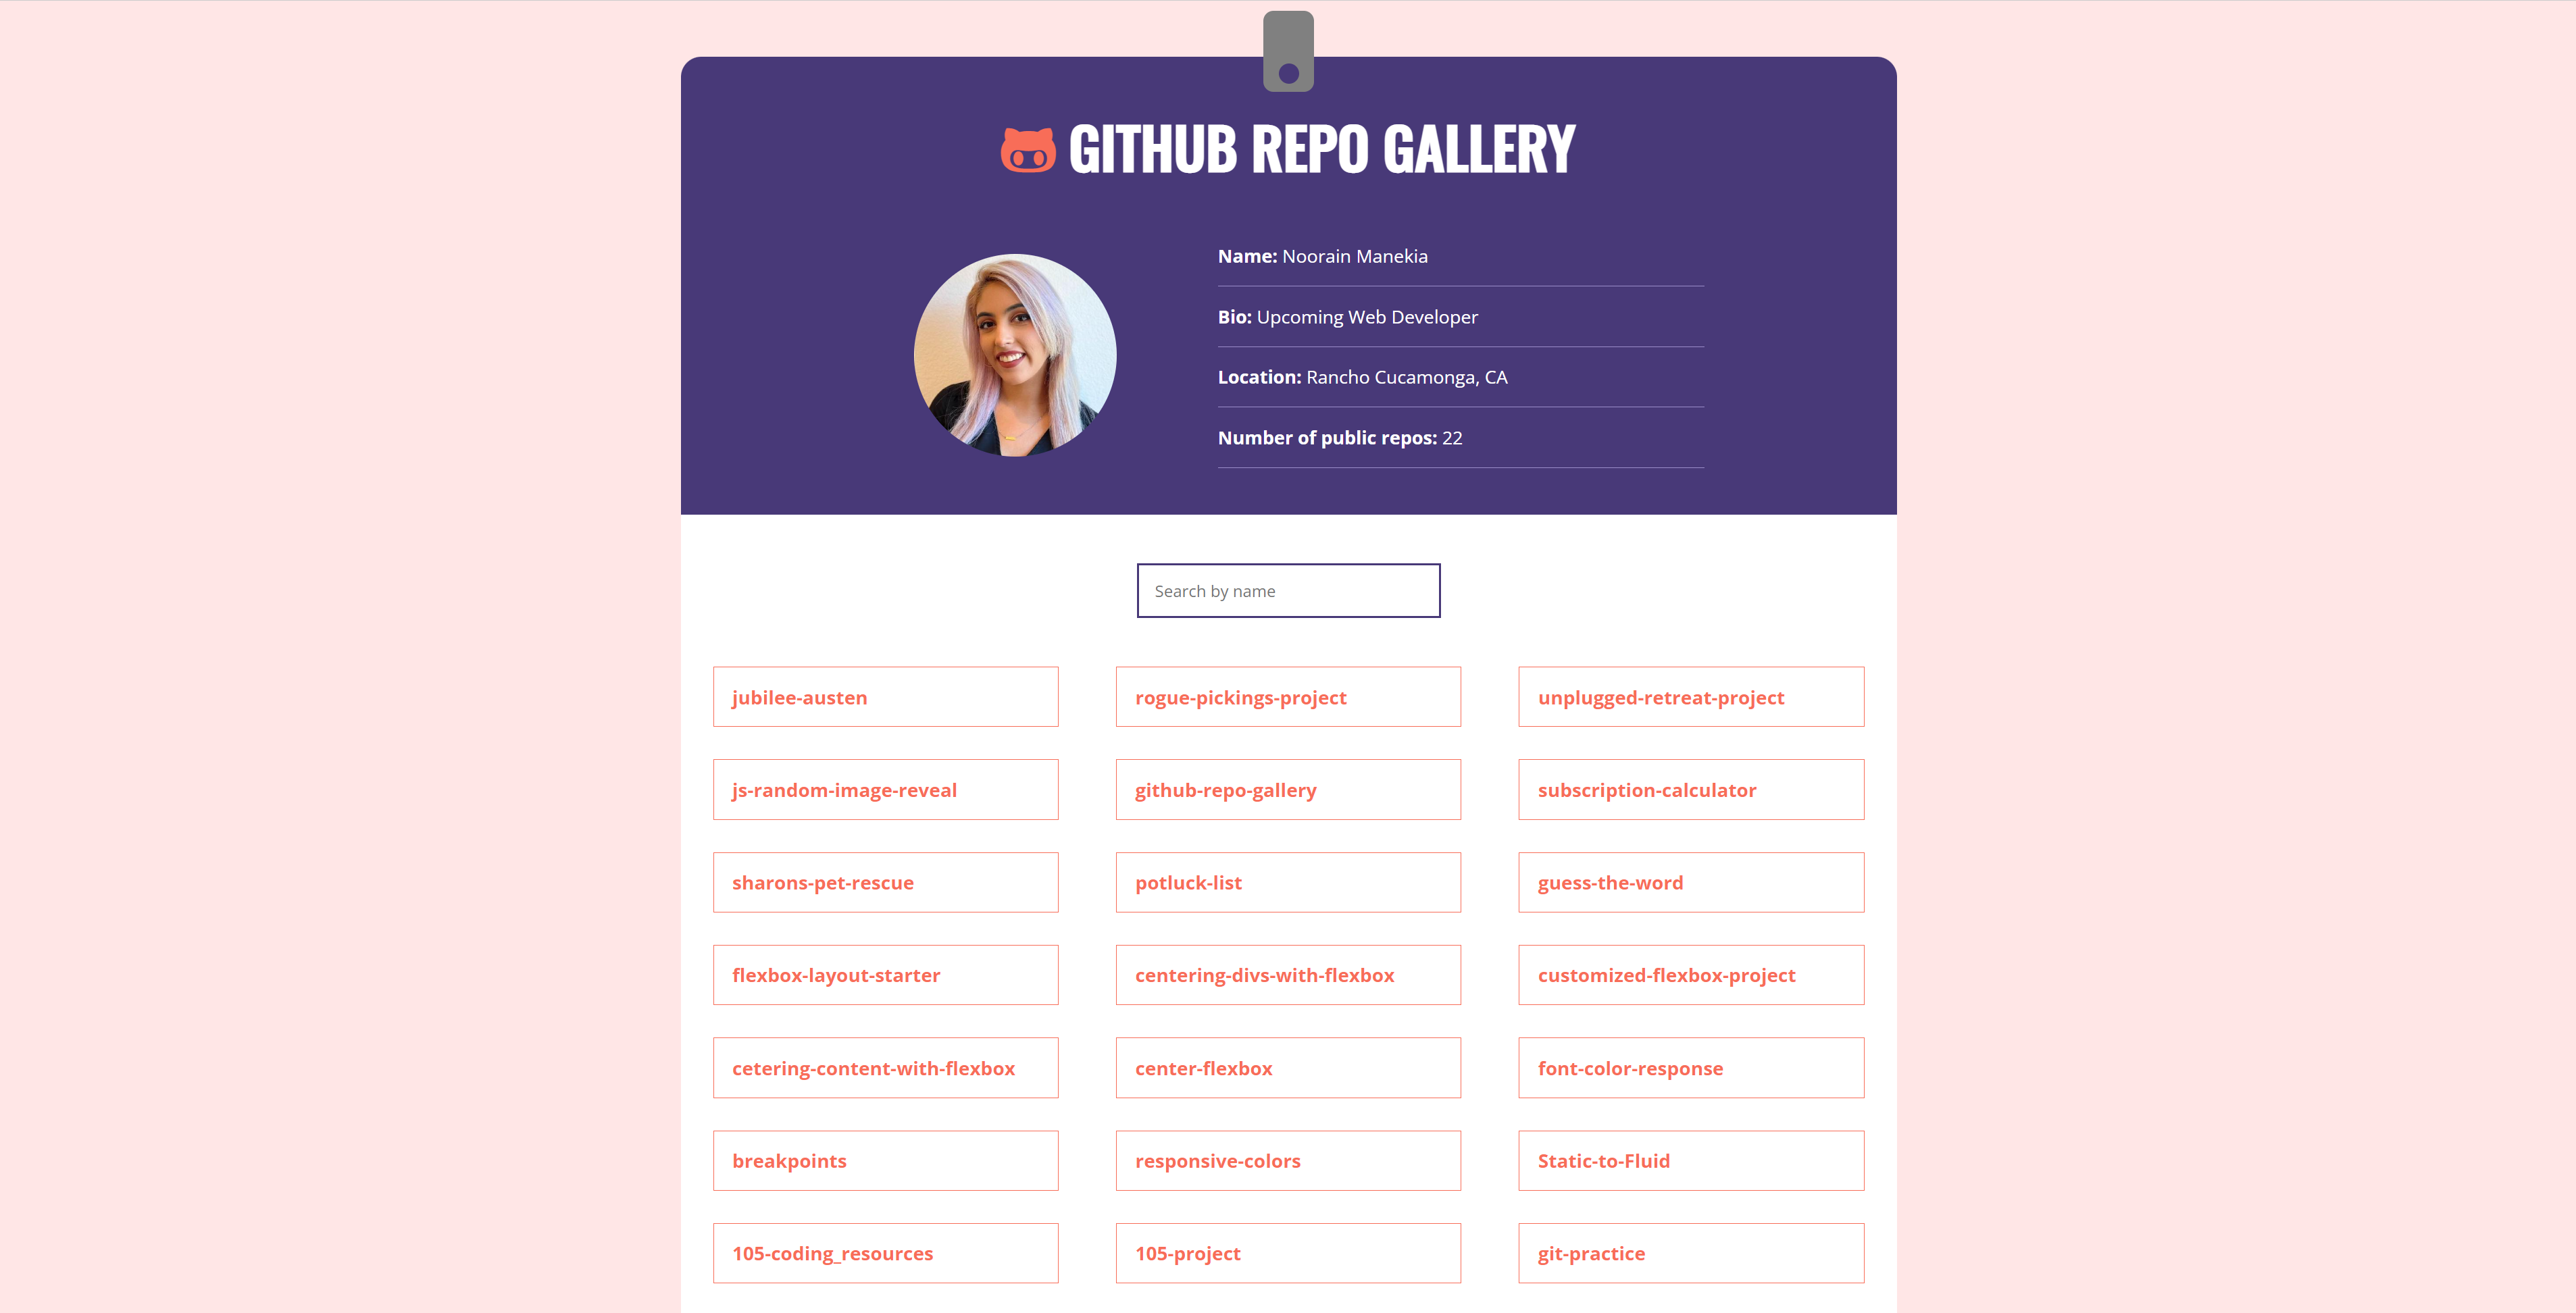 GITHUB REPO GALLERY
Name: Noorain Manekia
Bio: Upcoming Web Developer
Location: Rancho Cucamonga, CA
Number of public repos: 22
Search by name
jubilee-austen
rogue-pickings-project
unplugged-retreat-project
js-random-image-reveal
github-repo-gallery
subscription-calculator
sharons-pet-rescue
potluck-list
guess-the-word
flexbox-layout-starter
centering-divs-with-flexbox
customized-flexbox-project
cetering-content-with-flexbox
center-flexbox
font-color-response
breakpoints
responsive-colors
Static-to-Fluid
105-coding_resources
105-project
git-practice